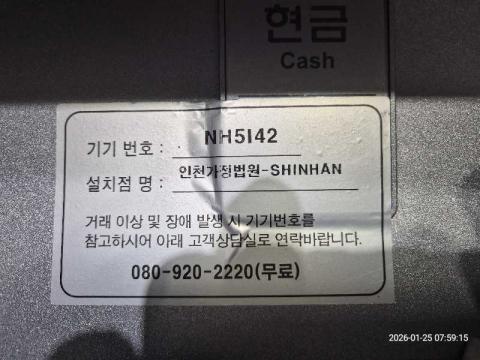 현금
Cash
기기 번호 : NH5I42
설치점 명 : 인천가정법원-SHINHAN
거래 이상 및 장애 발생 시 기기번호를
참고하시어 아래 고객상담실로 연락바랍니다.
080-920-2220(무료)
2026-01-25 07:59:15